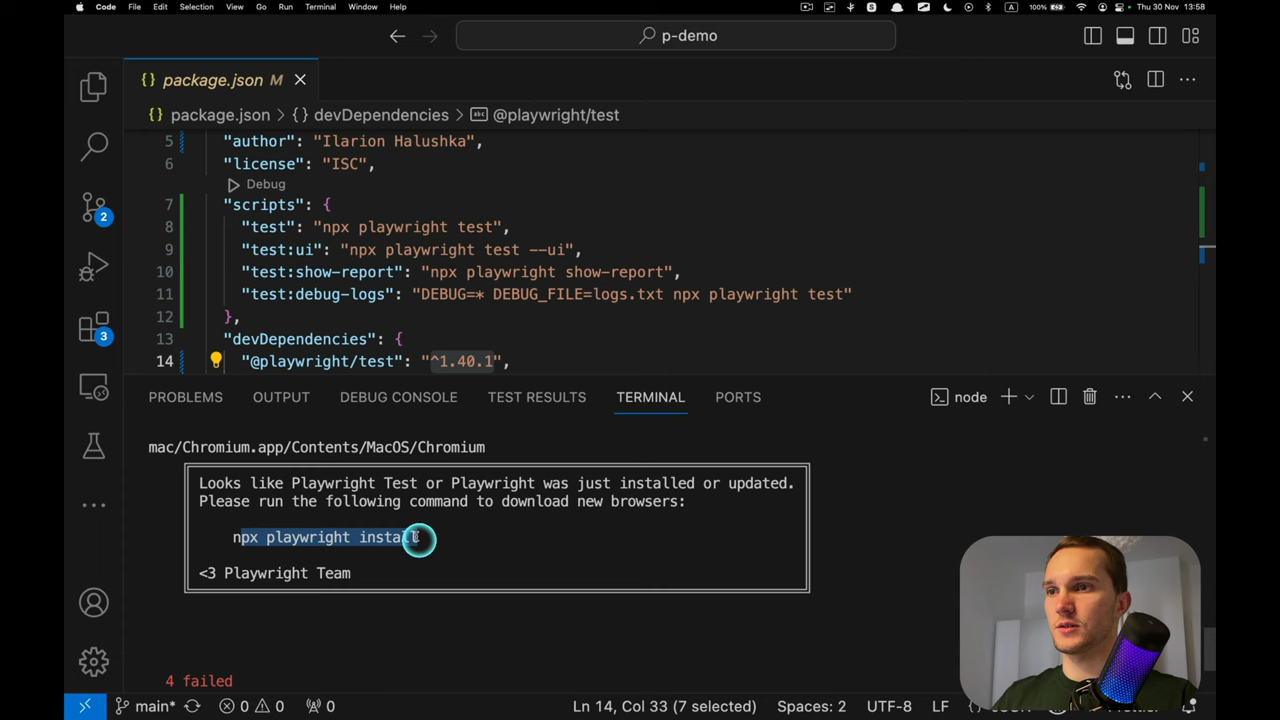 Code File Edit Selection View Go Run Terminal Window Help 100% Thu 30 Nov 13:58
p-demo
{} package.json M
{} package.json > {} devDependencies > abc @playwright/test
5 "author": "Ilarion Halushka",
6 "license": "ISC",
Debug
7 "scripts": {
8 "test": "npx playwright test",
9 "test:ui": "npx playwright test --ui",
10 "test:show-report": "npx playwright show-report",
11 "test:debug-logs": "DEBUG=* DEBUG_FILE=logs.txt npx playwright test"
12 },
13 "devDependencies": {
14 "@playwright/test": "^1.40.1",
2
3
PROBLEMS OUTPUT DEBUG CONSOLE TEST RESULTS TERMINAL PORTS node
mac/Chromium.app/Contents/MacOS/Chromium
Looks like Playwright Test or Playwright was just installed or updated.
Please run the following command to download new browsers:
npx playwright install
<3 Playwright Team
4 failed
main* 0 0 0 Ln 14, Col 33 (7 selected) Spaces: 2 UTF-8 LF